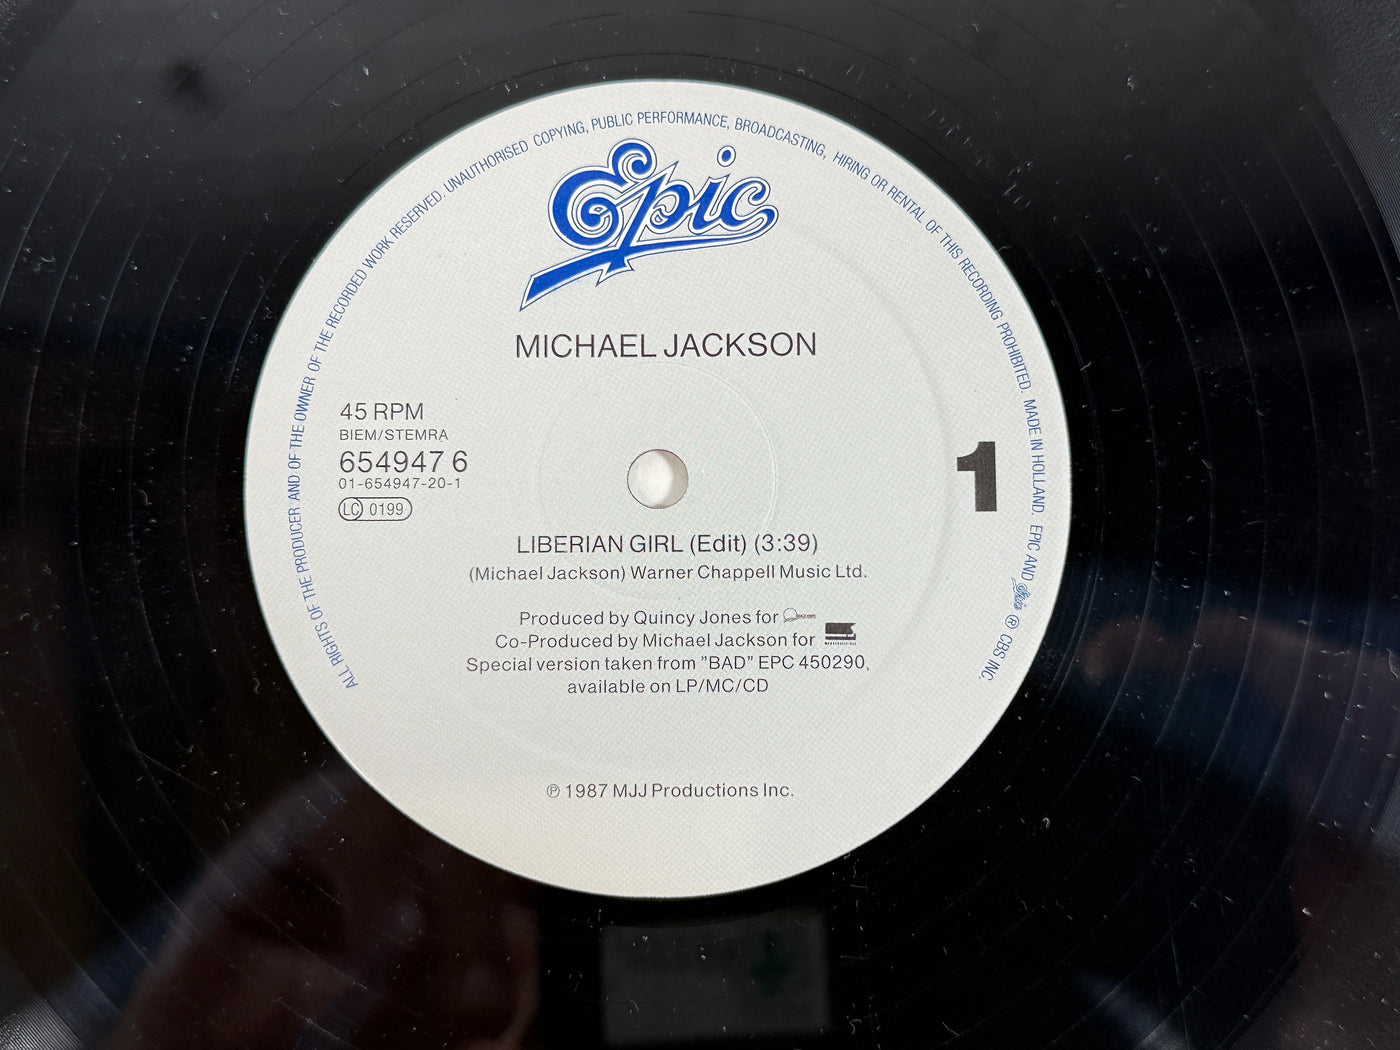 ALL RIGHTS OF THE PRODUCER AND OF THE OWNER OF THE RECORDED WORK RESERVED. UNAUTHORISED COPYING, PUBLIC PERFORMANCE, BROADCASTING, HIRING OR RENTAL OF THIS RECORDING PROHIBITED. MADE IN HOLLAND. EPIC AND Epic ℗ CBS INC.
Epic
MICHAEL JACKSON
45 RPM
BIEM/STEMRA
654947 6
01-654947-20-1
LC 0199
1
LIBERIAN GIRL (Edit) (3:39)
(Michael Jackson) Warner Chappell Music Ltd.
Produced by Quincy Jones for
Co-Produced by Michael Jackson for
Special version taken from "BAD" EPC 450290,
available on LP/MC/CD
℗ 1987 MJJ Productions Inc.